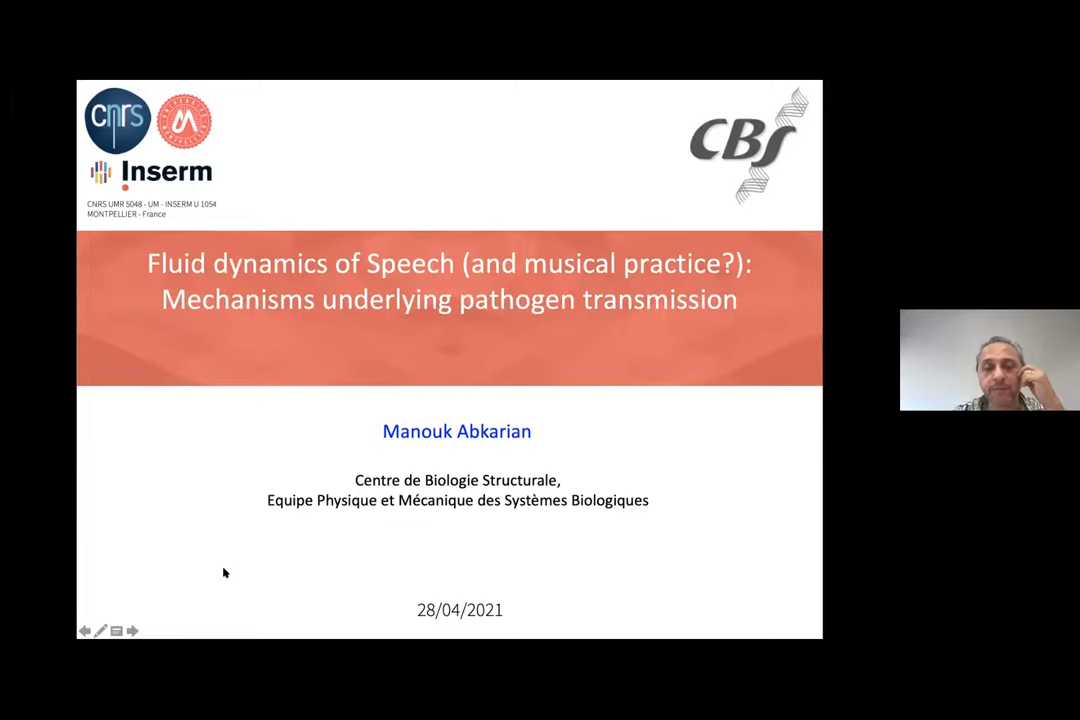 cnrs
UNIVERSITÉ
MONTPELLIER
Inserm
CNRS UMR 5048 - UM - INSERM U 1054
MONTPELLIER - France
CBS
Fluid dynamics of Speech (and musical practice?):
Mechanisms underlying pathogen transmission
Manouk Abkarian
Centre de Biologie Structurale,
Equipe Physique et Mécanique des Systèmes Biologiques
28/04/2021